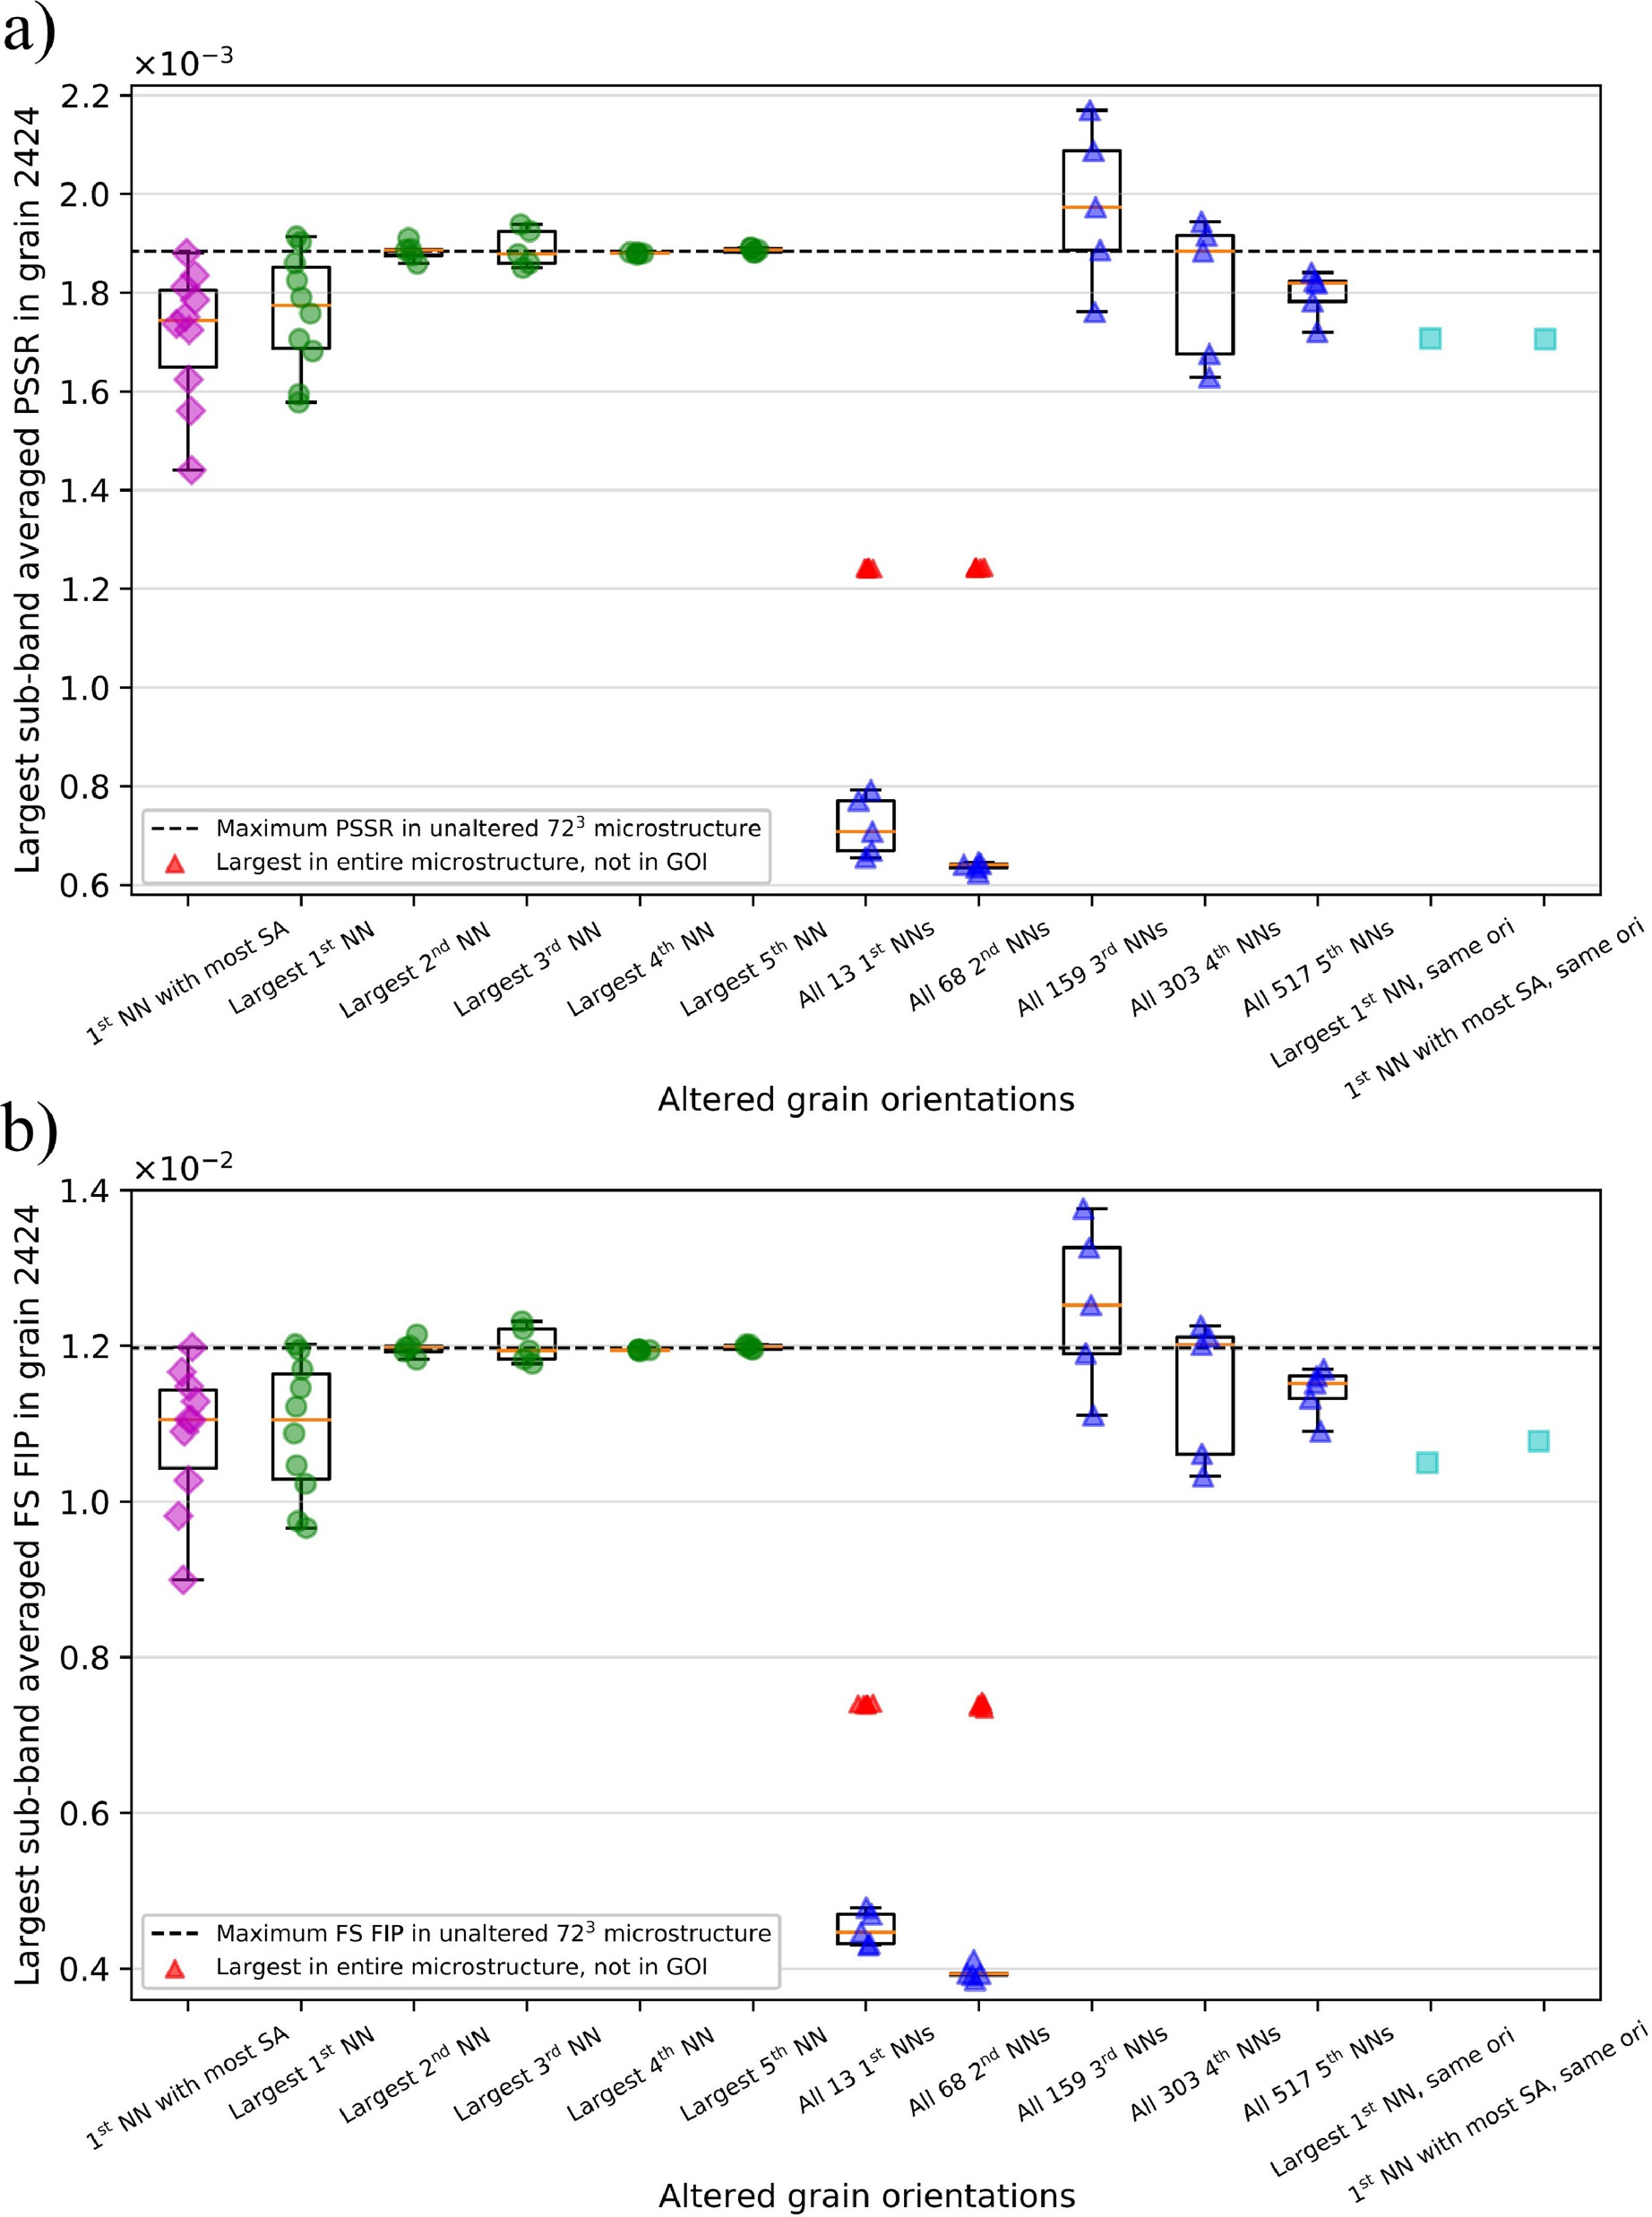 a)
×10⁻³
Largest sub-band averaged PSSR in grain 2424
2.2
2.0
1.8
1.6
1.4
1.2
1.0
0.8
0.6
Maximum PSSR in unaltered 72³ microstructure
Largest in entire microstructure, not in GOI
1ˢᵗ NN with most SA
Largest 1ˢᵗ NN
Largest 2ⁿᵈ NN
Largest 3ʳᵈ NN
Largest 4ᵗʰ NN
Largest 5ᵗʰ NN
All 13 1ˢᵗ NNs
All 68 2ⁿᵈ NNs
All 159 3ʳᵈ NNs
All 303 4ᵗʰ NNs
All 517 5ᵗʰ NNs
Largest 1ˢᵗ NN, same ori
1ˢᵗ NN with most SA, same ori
Altered grain orientations
b)
×10⁻²
Largest sub-band averaged FS FIP in grain 2424
1.4
1.2
1.0
0.8
0.6
0.4
Maximum FS FIP in unaltered 72³ microstructure
Largest in entire microstructure, not in GOI
1ˢᵗ NN with most SA
Largest 1ˢᵗ NN
Largest 2ⁿᵈ NN
Largest 3ʳᵈ NN
Largest 4ᵗʰ NN
Largest 5ᵗʰ NN
All 13 1ˢᵗ NNs
All 68 2ⁿᵈ NNs
All 159 3ʳᵈ NNs
All 303 4ᵗʰ NNs
All 517 5ᵗʰ NNs
Largest 1ˢᵗ NN, same ori
1ˢᵗ NN with most SA, same ori
Altered grain orientations